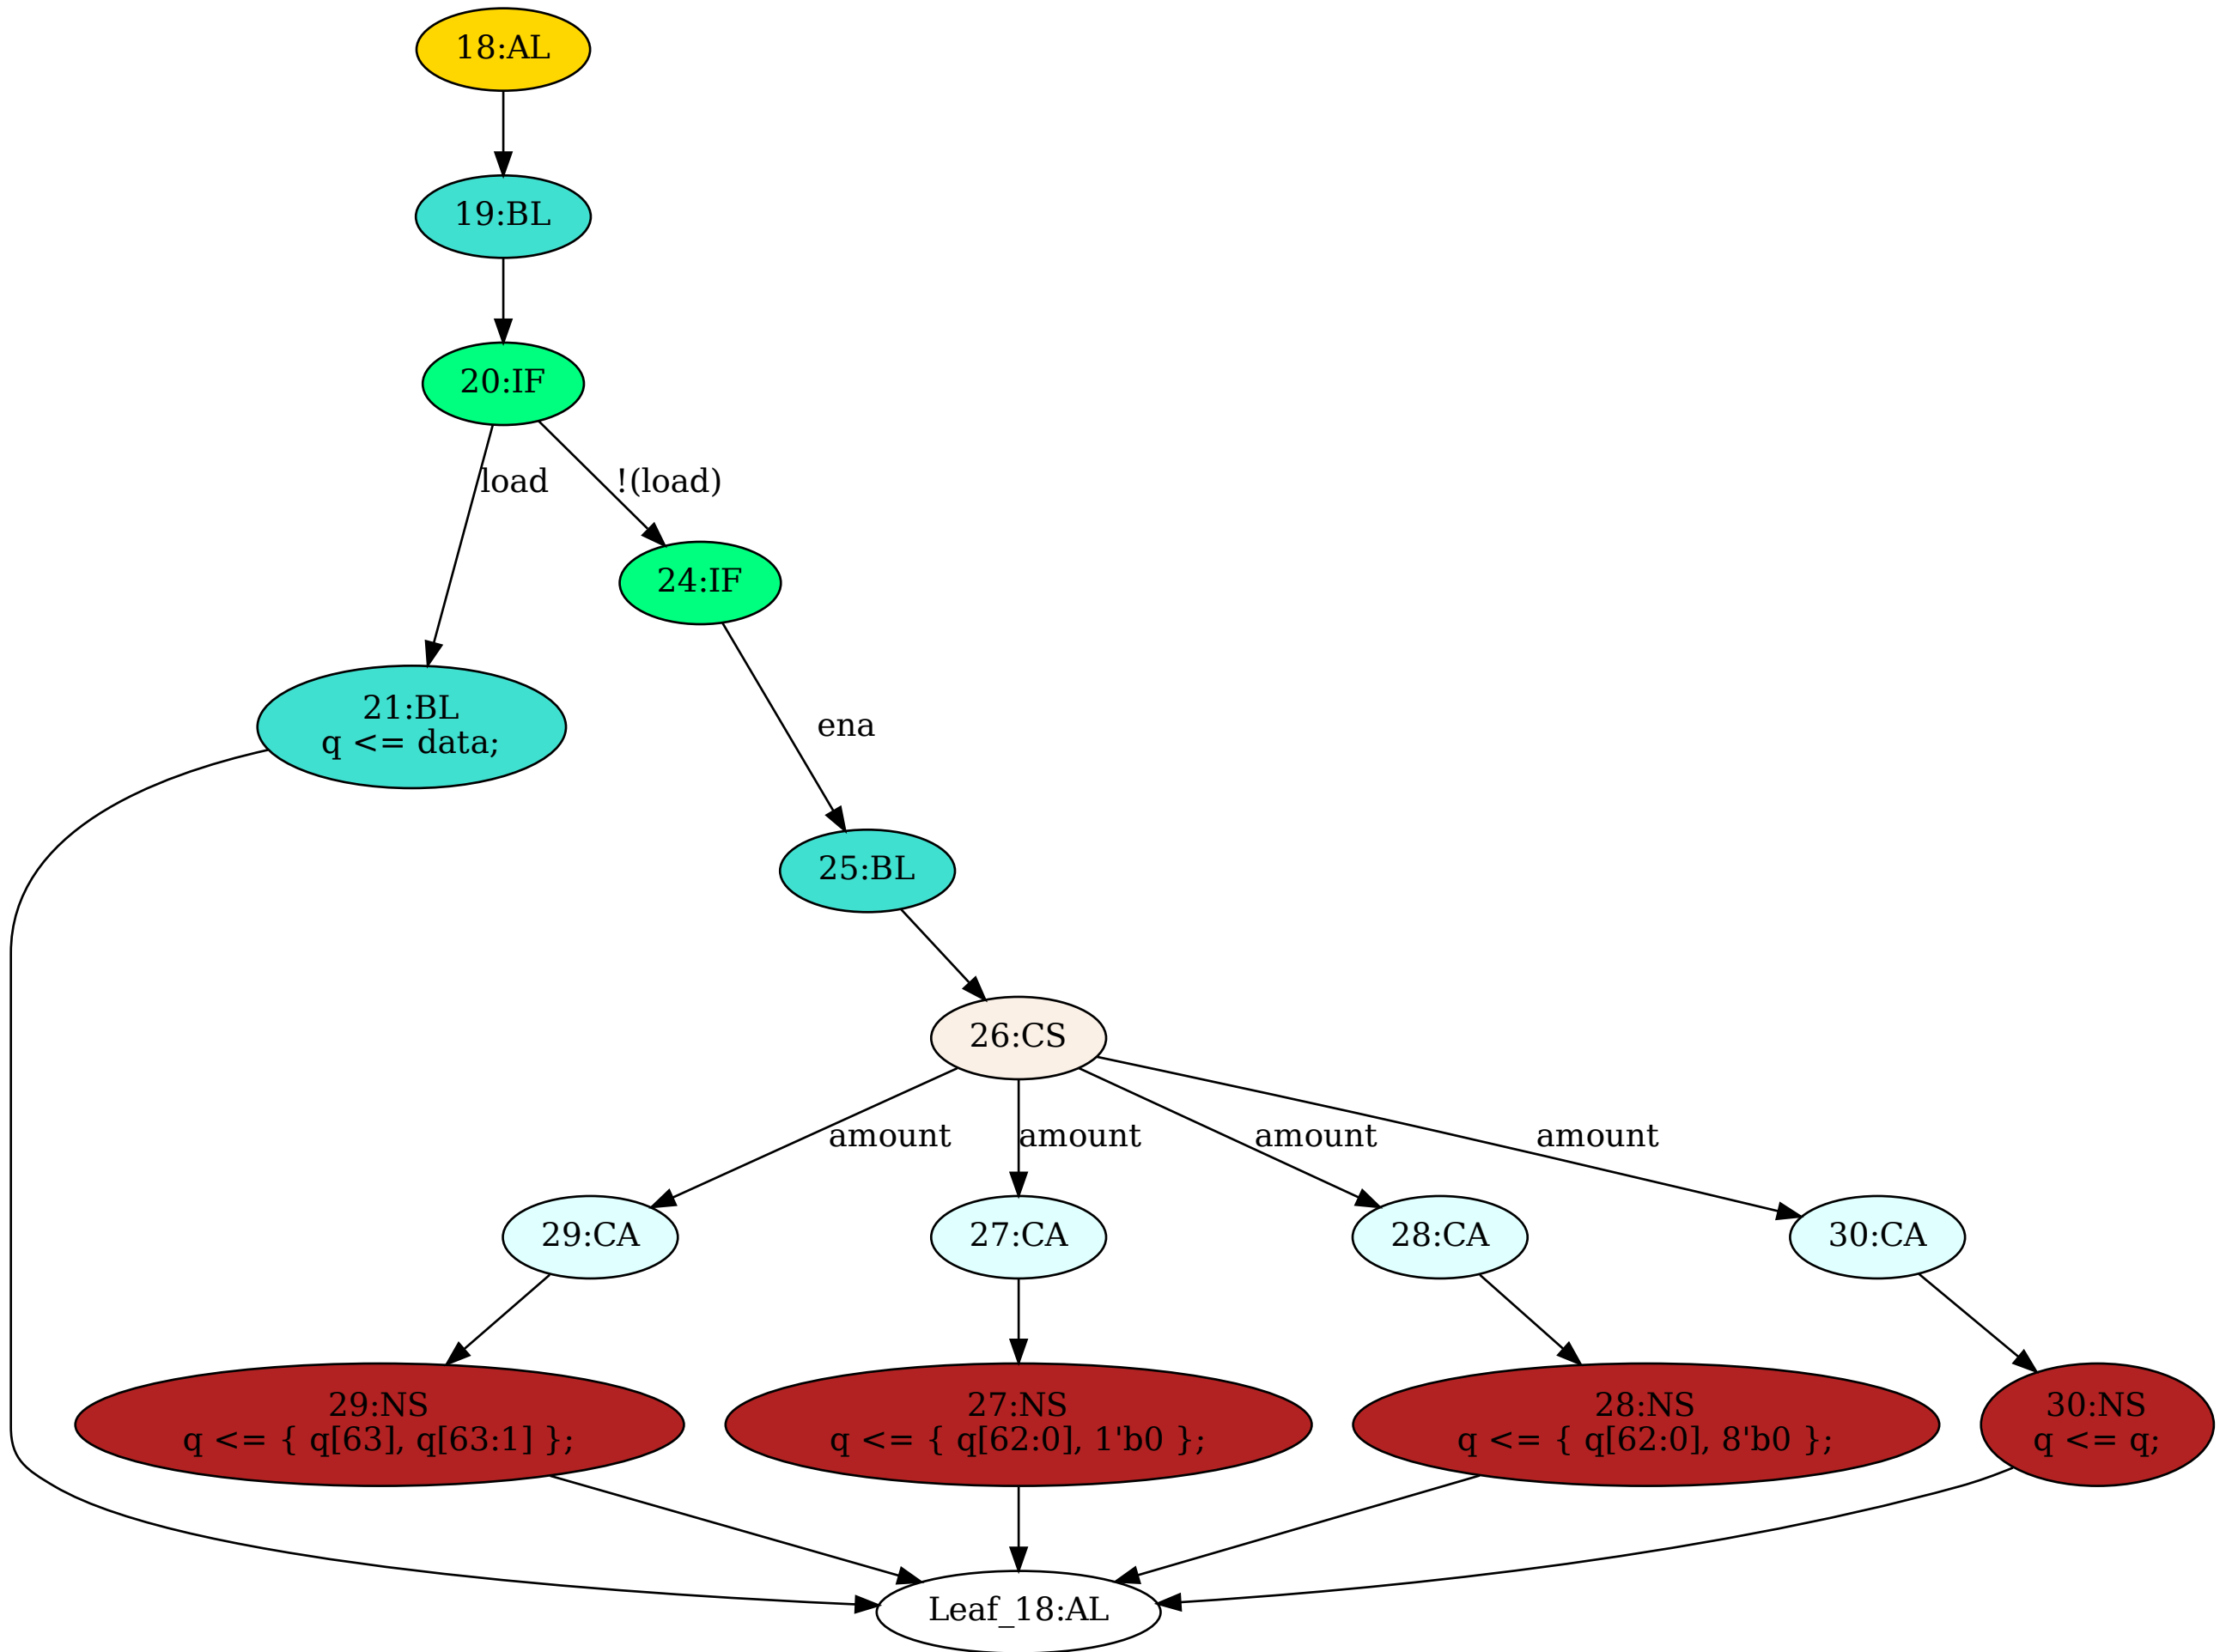 18:AL
19:BL
20:IF
load
!(load)
24:IF
21:BL
q <= data;
ena
25:BL
26:CS
amount
amount
amount
amount
29:CA
27:CA
28:CA
30:CA
29:NS
q <= { q[63], q[63:1] };
27:NS
q <= { q[62:0], 1'b0 };
28:NS
q <= { q[62:0], 8'b0 };
30:NS
q <= q;
Leaf_18:AL